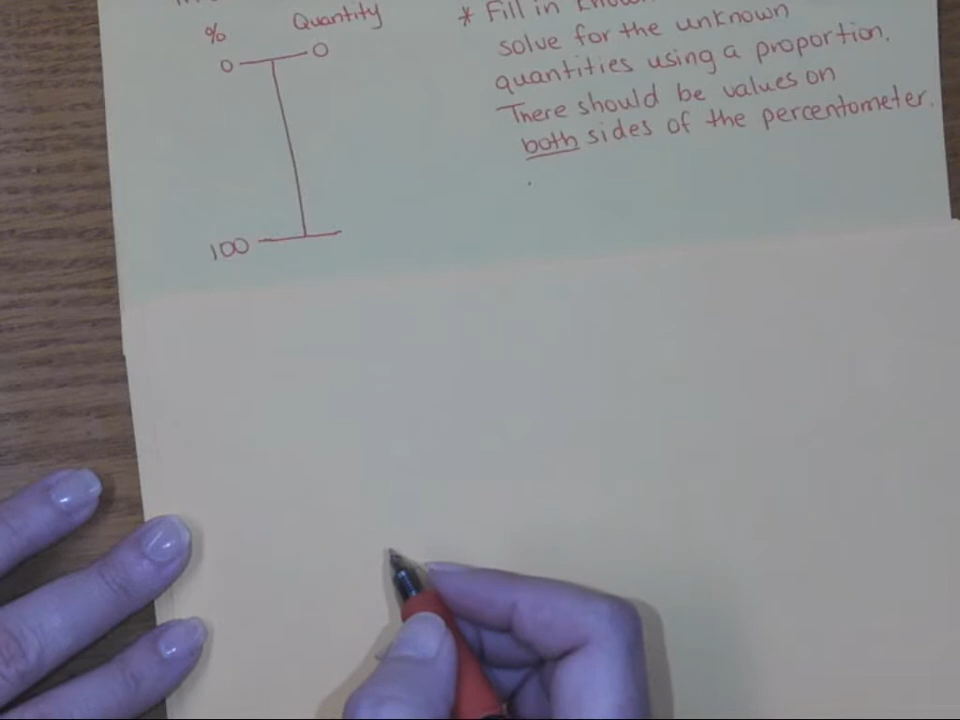 % Quantity
0 0
100
* Fill in
solve for the unknown
quantities using a proportion.
There should be values on
both sides of the percentometer.